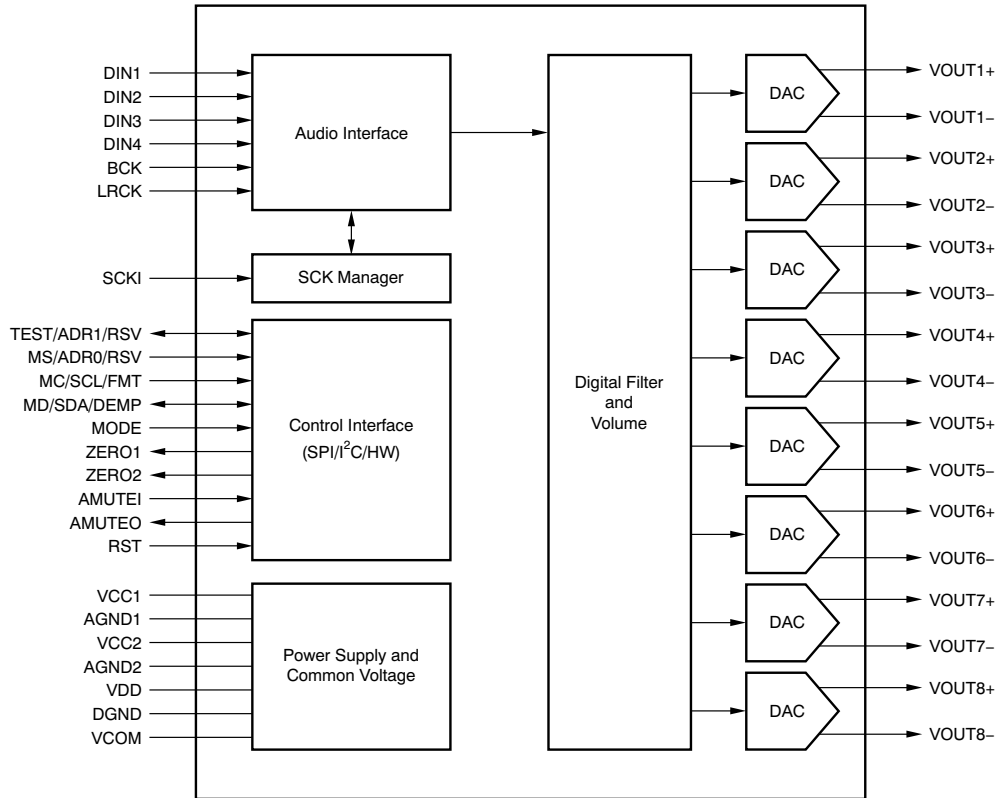 DIN1
DIN2
DIN3
DIN4
BCK
LRCK
SCKI
TEST/ADR1/RSV
MS/ADR0/RSV
MC/SCL/FMT
MD/SDA/DEMP
MODE
ZERO1
ZERO2
AMUTEI
AMUTEO
RST
VCC1
AGND1
VCC2
AGND2
VDD
DGND
VCOM
Audio Interface
SCK Manager
Control Interface
(SPI/I²C/HW)
Power Supply and
Common Voltage
Digital Filter
and
Volume
DAC
DAC
DAC
DAC
DAC
DAC
DAC
DAC
VOUT1+
VOUT1−
VOUT2+
VOUT2−
VOUT3+
VOUT3−
VOUT4+
VOUT4−
VOUT5+
VOUT5−
VOUT6+
VOUT6−
VOUT7+
VOUT7−
VOUT8+
VOUT8−